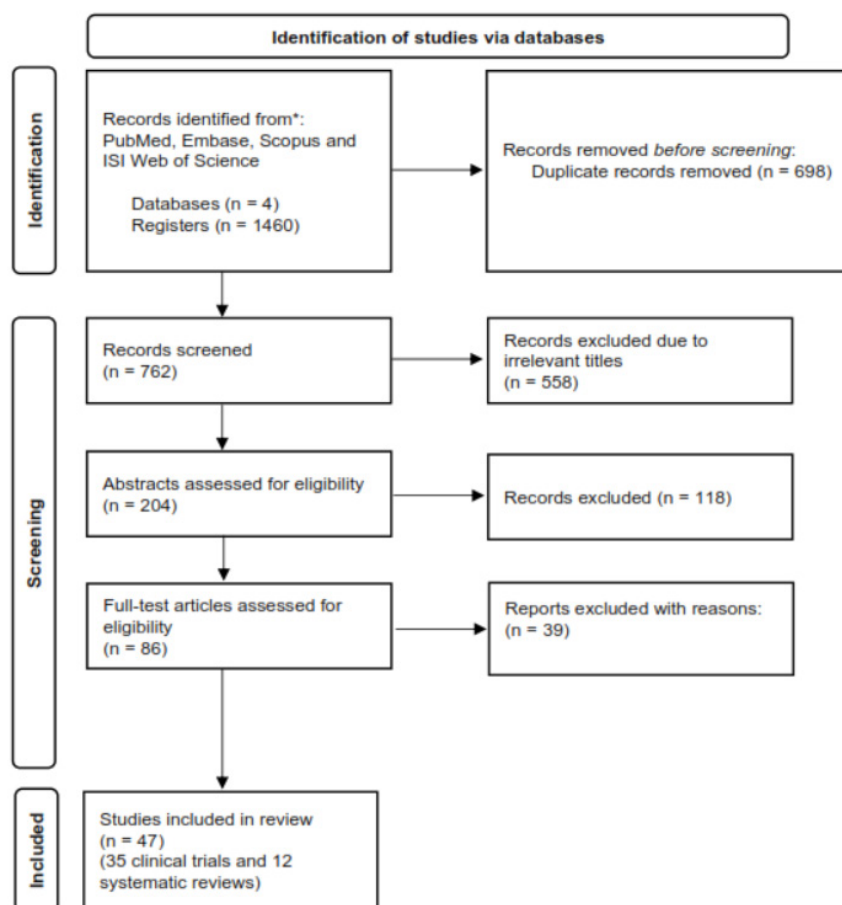 Identification of studies via databases
Identification
Records identified from*:
PubMed, Embase, Scopus and
ISI Web of Science
Databases (n = 4)
Registers (n = 1460)
Records removed before screening:
Duplicate records removed (n = 698)
Screening
Records screened
(n = 762)
Records excluded due to
irrelevant titles
(n = 558)
Abstracts assessed for eligibility
(n = 204)
Records excluded (n = 118)
Full-test articles assessed for
eligibility
(n = 86)
Reports excluded with reasons:
(n = 39)
Included
Studies included in review
(n = 47)
(35 clinical trials and 12
systematic reviews)